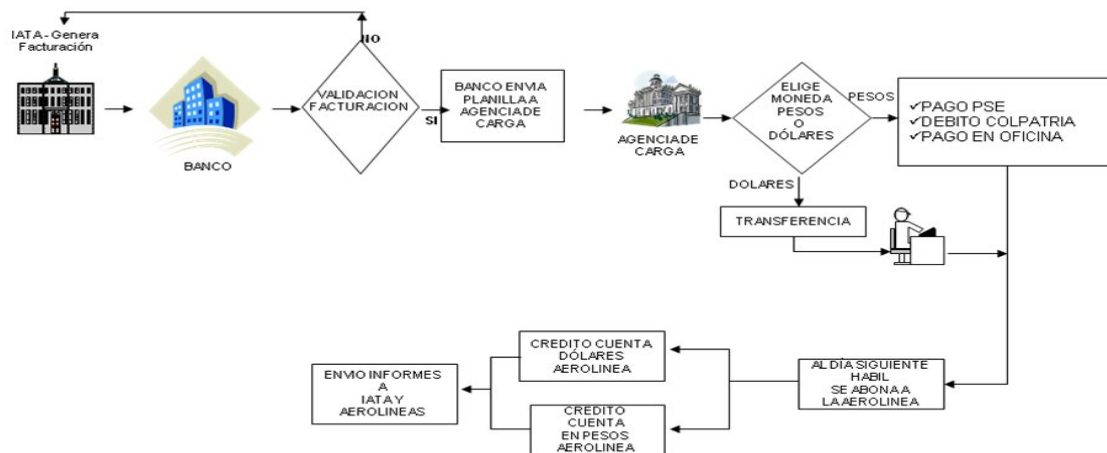 IATA - Genera
Facturación
BANCO
NO
VALIDACION
FACTURACION
SI
BANCO ENVIA
PLANILLA A
AGENCIA DE
CARGA
AGENCIA DE
CARGA
ELIGE
MONEDA
PESOS
O
DÓLARES
PESOS
✓PAGO PSE
✓DEBITO COLPATRIA
✓PAGO EN OFICINA
DOLARES
TRANSFERENCIA
AL DÍA SIGUIENTE
HABIL
SE ABONA A
LA AEROLINEA
CREDITO CUENTA
DÓLARES
AEROLINEA
CREDITO
CUENTA
EN PESOS
AEROLINEA
ENVIO INFORMES
A
IATA Y
AEROLINEAS